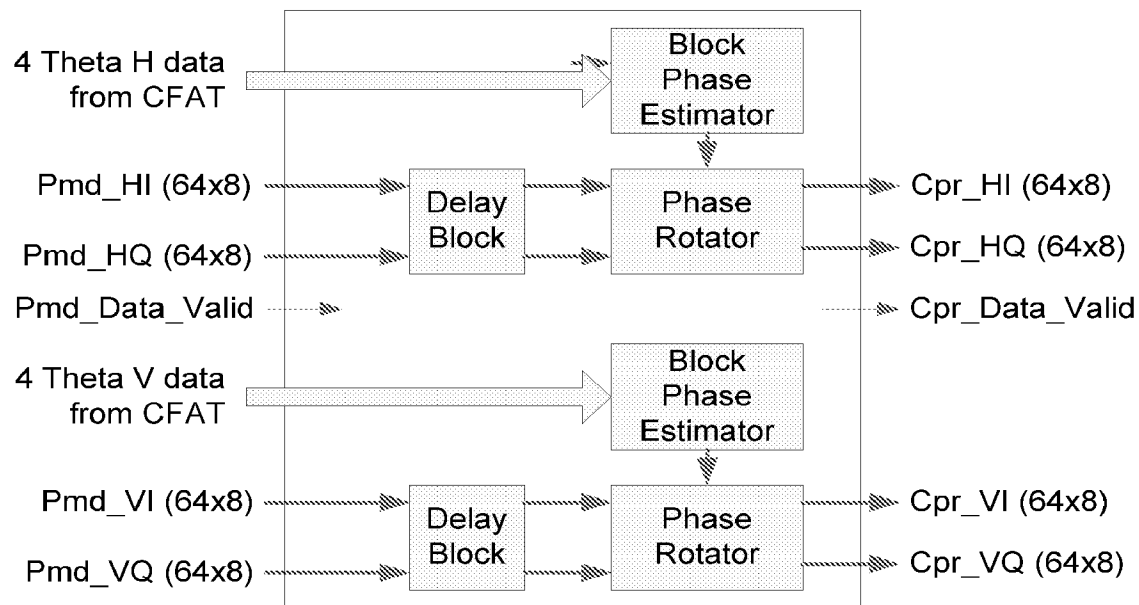 4 Theta H data
from CFAT
Block
Phase
Estimator
Pmd_HI (64x8)
Pmd_HQ (64x8)
Delay
Block
Phase
Rotator
Cpr_HI (64x8)
Cpr_HQ (64x8)
Pmd_Data_Valid
Cpr_Data_Valid
4 Theta V data
from CFAT
Block
Phase
Estimator
Pmd_VI (64x8)
Pmd_VQ (64x8)
Delay
Block
Phase
Rotator
Cpr_VI (64x8)
Cpr_VQ (64x8)